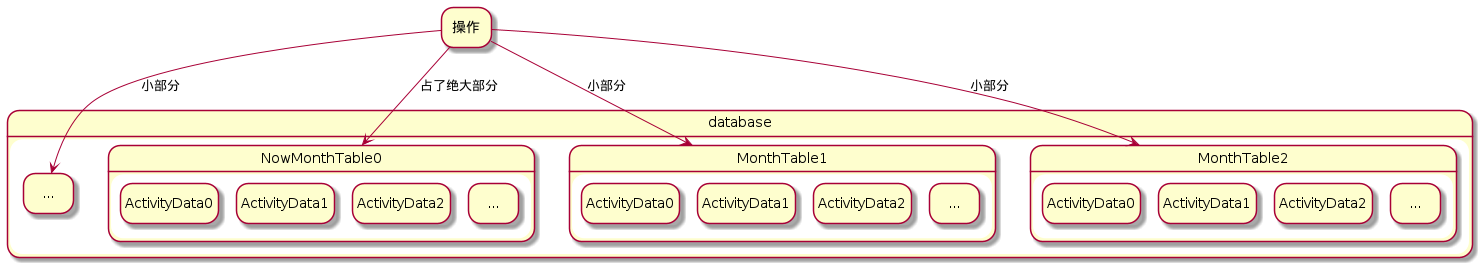 操作
小部分
占了绝大部分
小部分
小部分
database
...
NowMonthTable0
ActivityData0
ActivityData1
ActivityData2
...
MonthTable1
ActivityData0
ActivityData1
ActivityData2
...
MonthTable2
ActivityData0
ActivityData1
ActivityData2
...